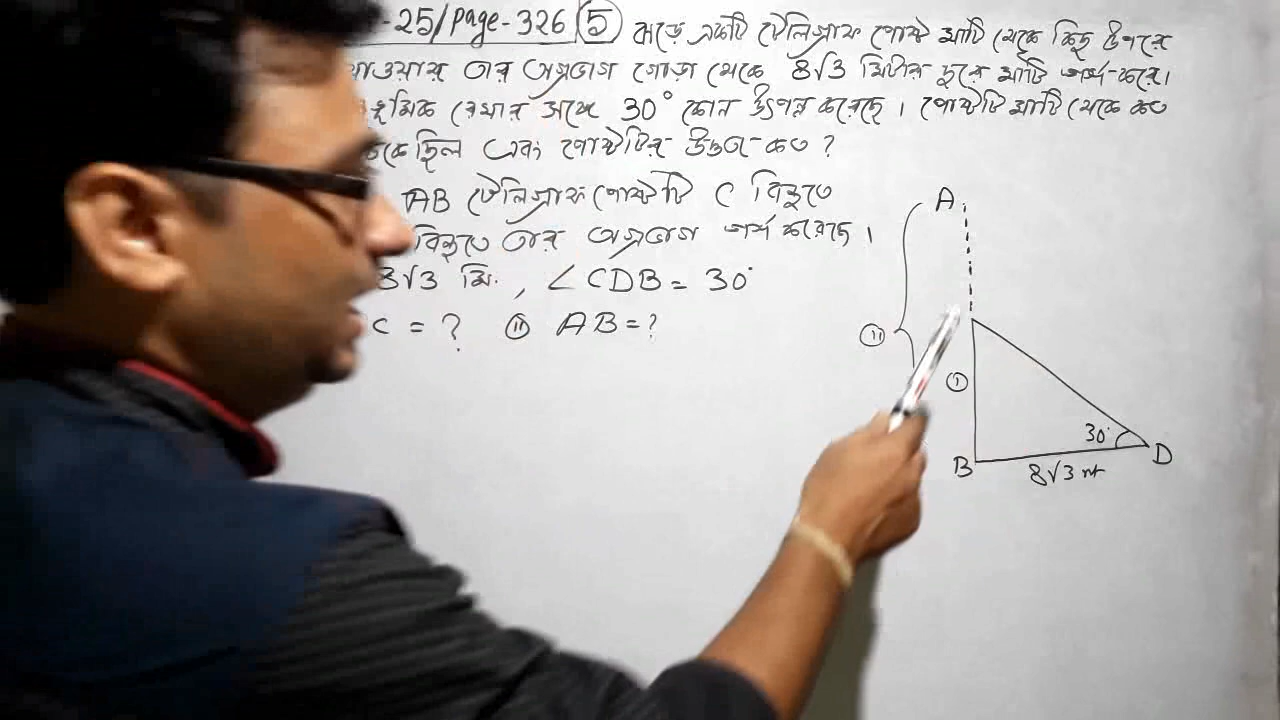 -25/Page-326 (5) ঝড়ে একটি টেলিগ্রাফ পোস্ট মাটি থেকে কিছু উপরে
যাওয়ায় তার অগ্রভাগ গোড়া থেকে 8√3 মিটার দূরে মাটি স্পর্শ করে।
ভূমিক রেখার সঙ্গে 30° কোন উৎপন্ন করেছে। পোস্টটি মাটি থেকে কত
ছিল এবং পোস্টটির উচ্চতা কত?
AB টেলিগ্রাফ পোস্টটি C বিন্দুতে
বিন্দুতে তার অগ্রভাগ স্পর্শ করেছে।
8√3 মি. , ∠CDB = 30°
C = ? (ii) AB = ?
A
(ii)
(i)
30°
B
D
8√3 মি